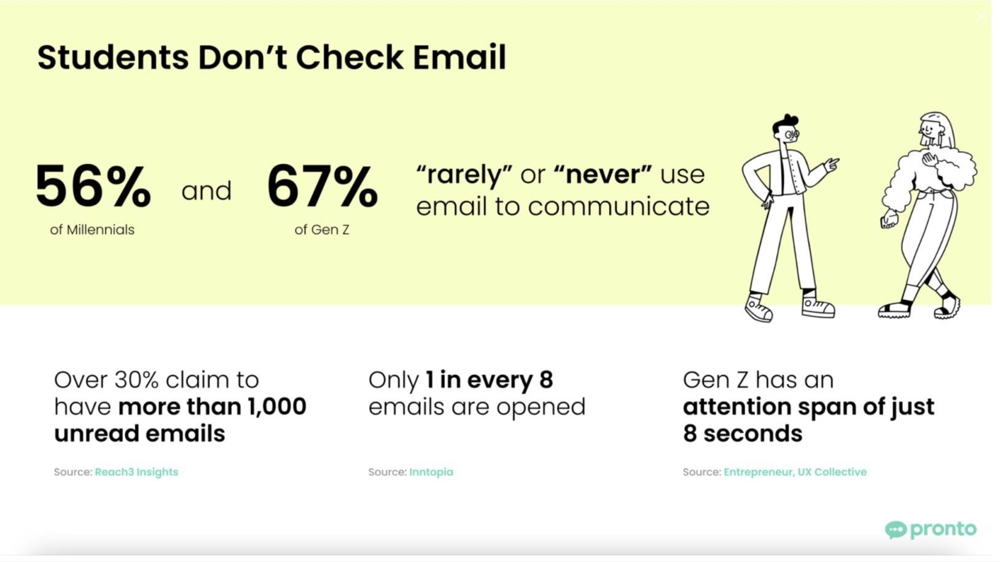 Students Don’t Check Email
56% and 67% “rarely” or “never” use
email to communicate
of Millennials
of Gen Z
Over 30% claim to
have more than 1,000
unread emails
Source: Reach3 Insights
Only 1 in every 8
emails are opened
Source: Inntopia
Gen Z has an
attention span of just
8 seconds
Source: Entrepreneur, UX Collective
pronto